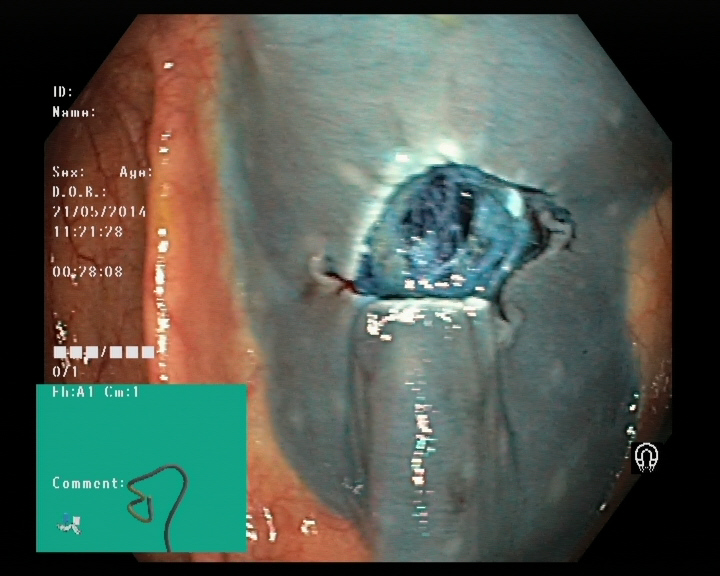 ID:
Name:
Sex: Age:
D.O.B.:
21/05/2014
11:21:28
00:28:08
0/1
Eh:A1 Cm:1
Comment: